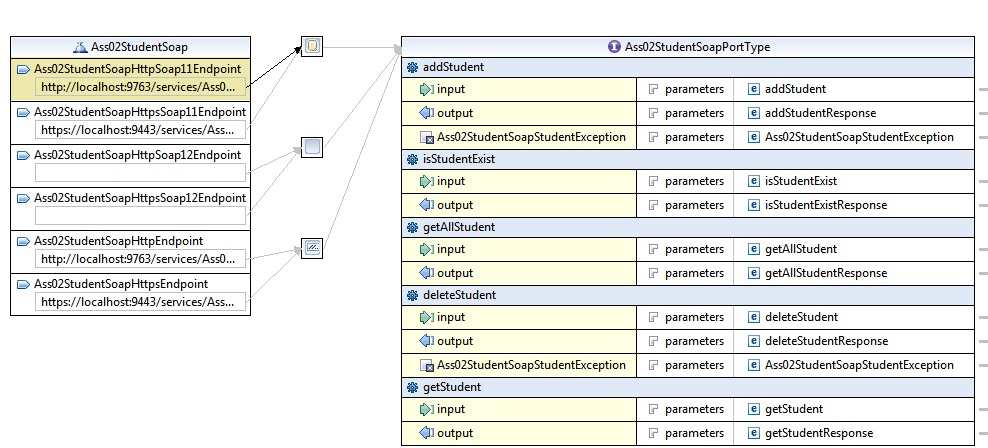 Ass02StudentSoap
Ass02StudentSoapHttpSoap11Endpoint
http://localhost:9763/services/Ass0...
Ass02StudentSoapHttpsSoap11Endpoint
https://localhost:9443/services/Ass...
Ass02StudentSoapHttpSoap12Endpoint
Ass02StudentSoapHttpsSoap12Endpoint
Ass02StudentSoapHttpEndpoint
http://localhost:9763/services/Ass0...
Ass02StudentSoapHttpsEndpoint
https://localhost:9443/services/Ass...
Ass02StudentSoapPortType
addStudent
input parameters e addStudent
output parameters e addStudentResponse
Ass02StudentSoapStudentException parameters e Ass02StudentSoapStudentException
isStudentExist
input parameters e isStudentExist
output parameters e isStudentExistResponse
getAllStudent
input parameters e getAllStudent
output parameters e getAllStudentResponse
deleteStudent
input parameters e deleteStudent
output parameters e deleteStudentResponse
Ass02StudentSoapStudentException parameters e Ass02StudentSoapStudentException
getStudent
input parameters e getStudent
output parameters e getStudentResponse